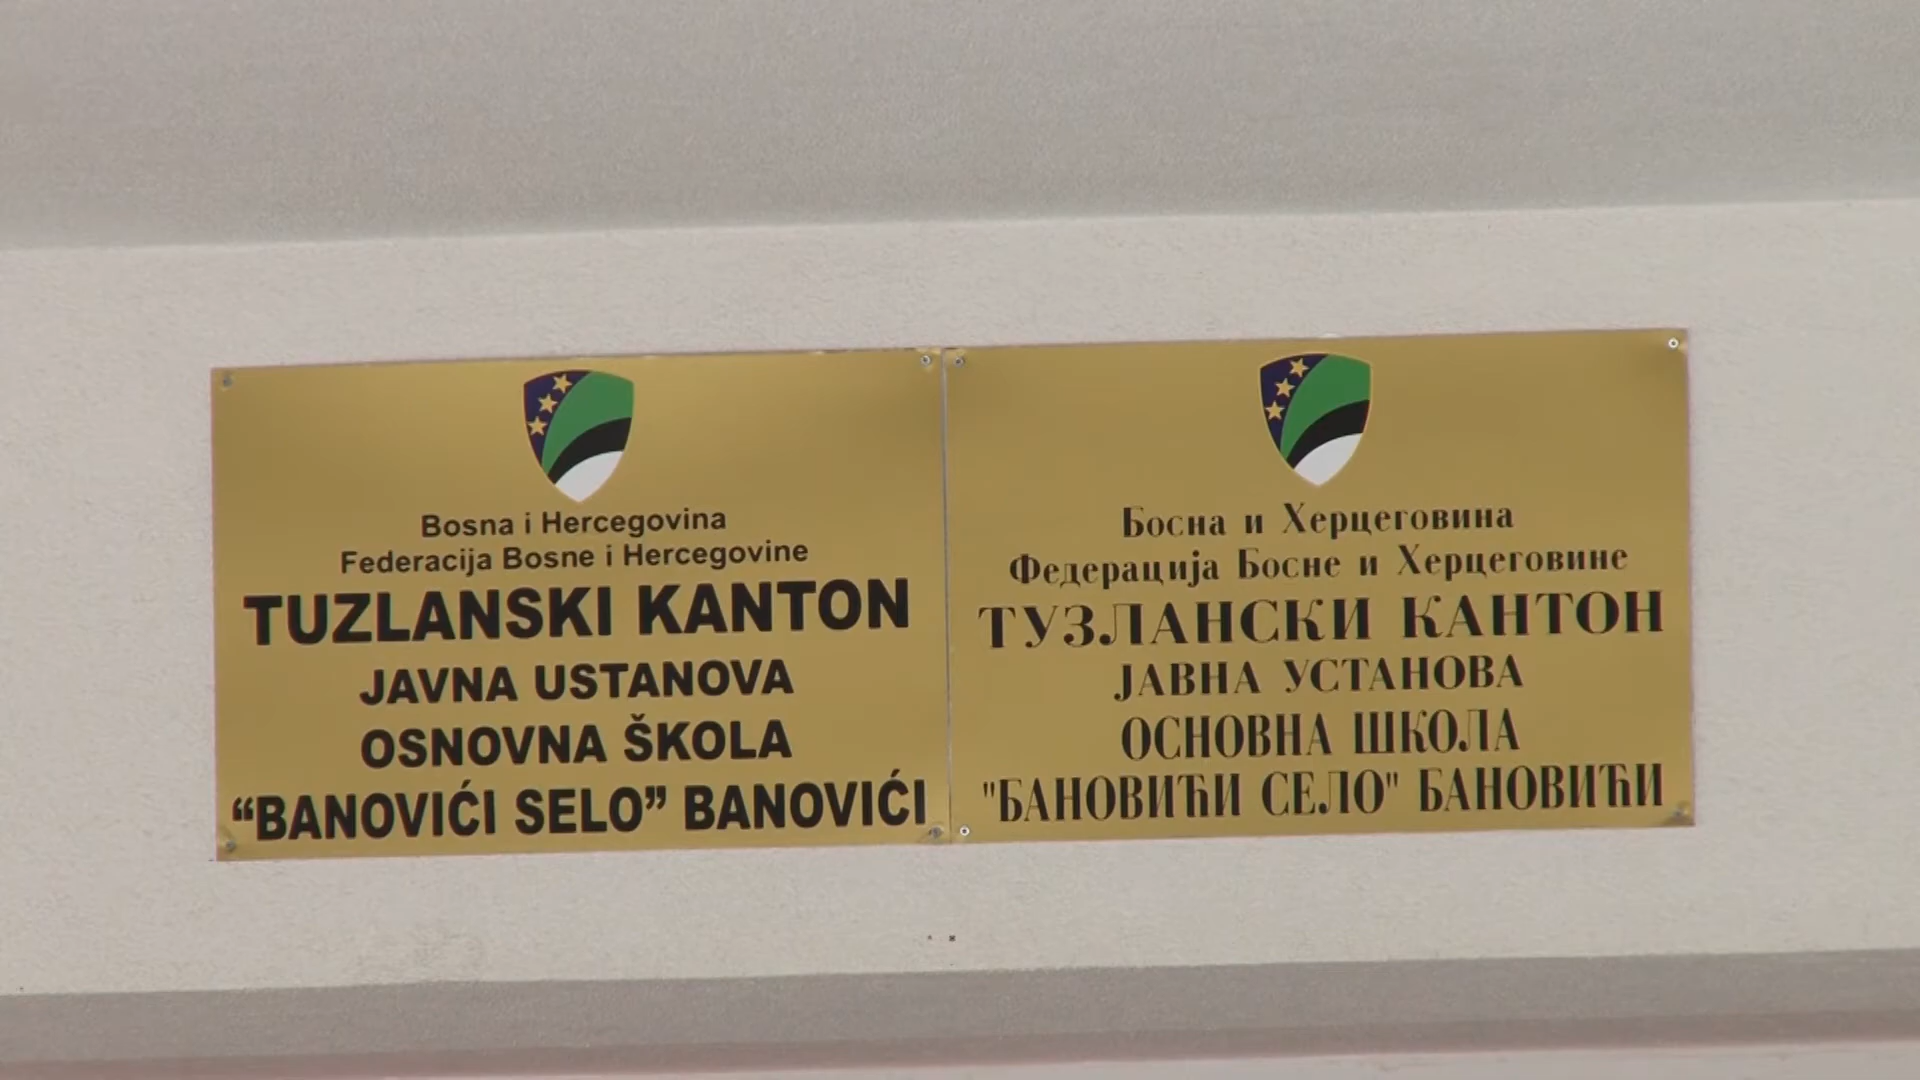 Bosna i Hercegovina
Federacija Bosne i Hercegovine
TUZLANSKI KANTON
JAVNA USTANOVA
OSNOVNA ŠKOLA
“BANOVIĆI SELO” BANOVIĆI
Босна и Херцеговина
Федерација Босне и Херцеговине
ТУЗЛАНСКИ КАНТОН
ЈАВНА УСТАНОВА
ОСНОВНА ШКОЛА
"БАНОВИЋИ СЕЛО" БАНОВИЋИ